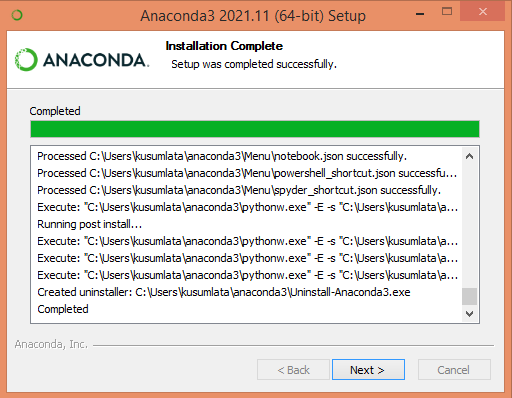 Anaconda3 2021.11 (64-bit) Setup
ANACONDA.
Installation Complete
Setup was completed successfully.
Completed
Processed C:\Users\kusumlata\anaconda3\Menu\notebook.json successfully.
Processed C:\Users\kusumlata\anaconda3\Menu\powershell_shortcut.json successfu...
Processed C:\Users\kusumlata\anaconda3\Menu\spyder_shortcut.json successfully.
Execute: "C:\Users\kusumlata\anaconda3\pythonw.exe" -E -s "C:\Users\kusumlata\a...
Running post install...
Execute: "C:\Users\kusumlata\anaconda3\pythonw.exe" -E -s "C:\Users\kusumlata\a...
Execute: "C:\Users\kusumlata\anaconda3\pythonw.exe" -E -s "C:\Users\kusumlata\a...
Execute: "C:\Users\kusumlata\anaconda3\pythonw.exe" -E -s "C:\Users\kusumlata\a...
Created uninstaller: C:\Users\kusumlata\anaconda3\Uninstall-Anaconda3.exe
Completed
Anaconda, Inc.
< Back
Next >
Cancel